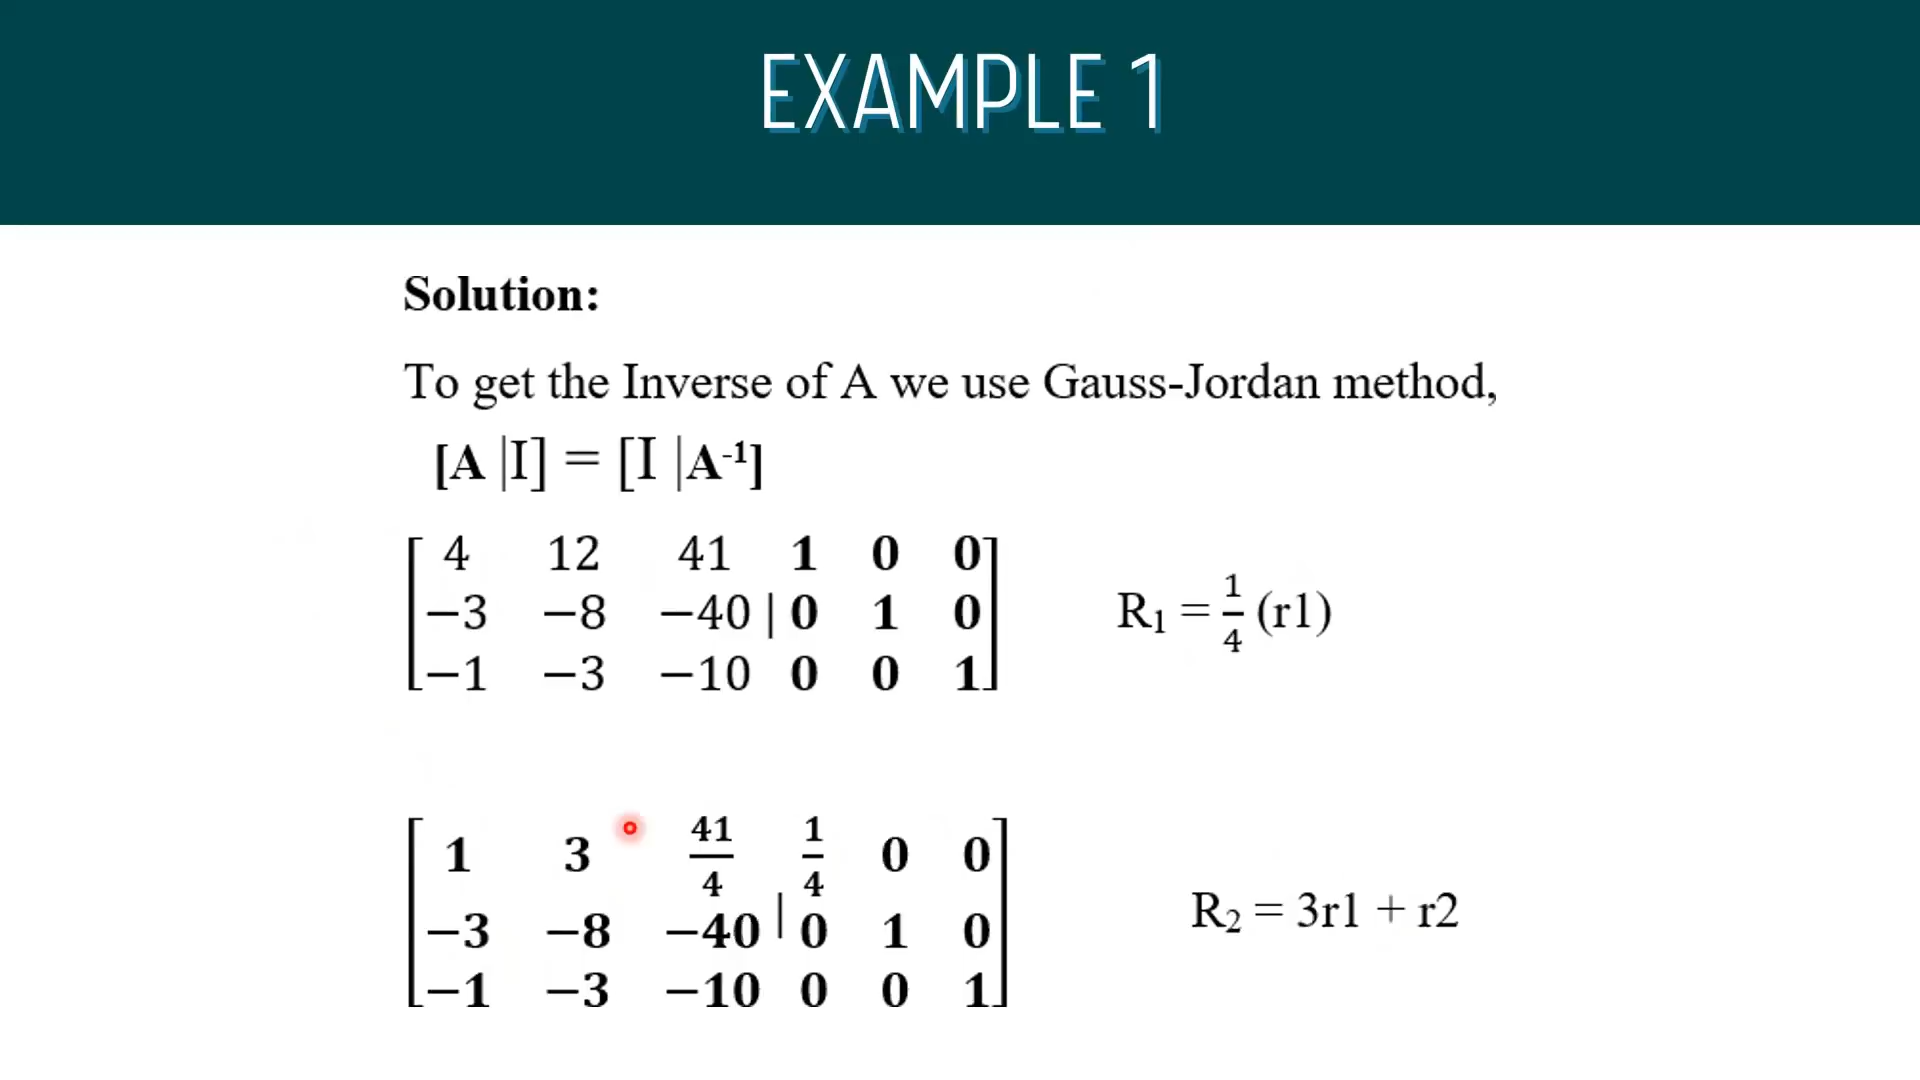 EXAMPLE 1
Solution:
To get the Inverse of A we use Gauss-Jordan method,
[A |I] = [I |A⁻¹]
4 12 41 1 0 0
−3 −8 −40 | 0 1 0
−1 −3 −10 0 0 1
R₁ = 1/4 (r1)
1 3 41/4 1/4 0 0
−3 −8 −40 | 0 1 0
−1 −3 −10 0 0 1
R₂ = 3r1 + r2